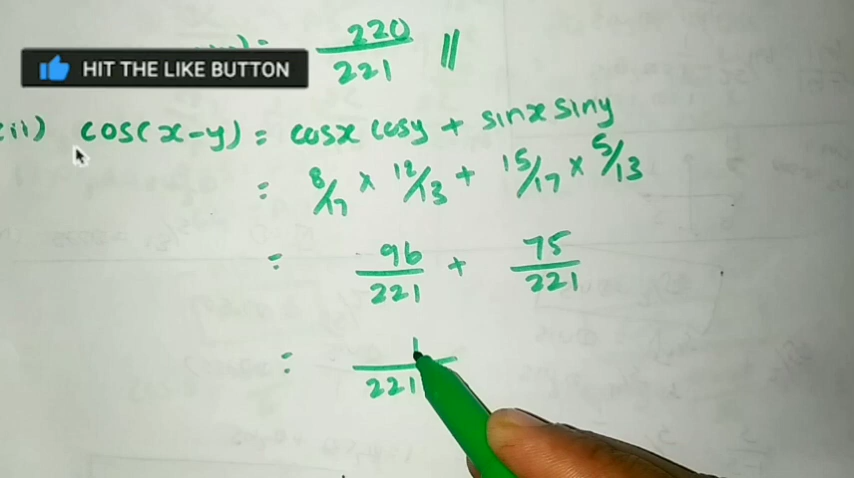 220/221 //
HIT THE LIKE BUTTON
(ii) cos(x-y) = cosx cosy + sinx siny
= 8/17 × 12/13 + 15/17 × 5/13
= 96/221 + 75/221
= 1/221